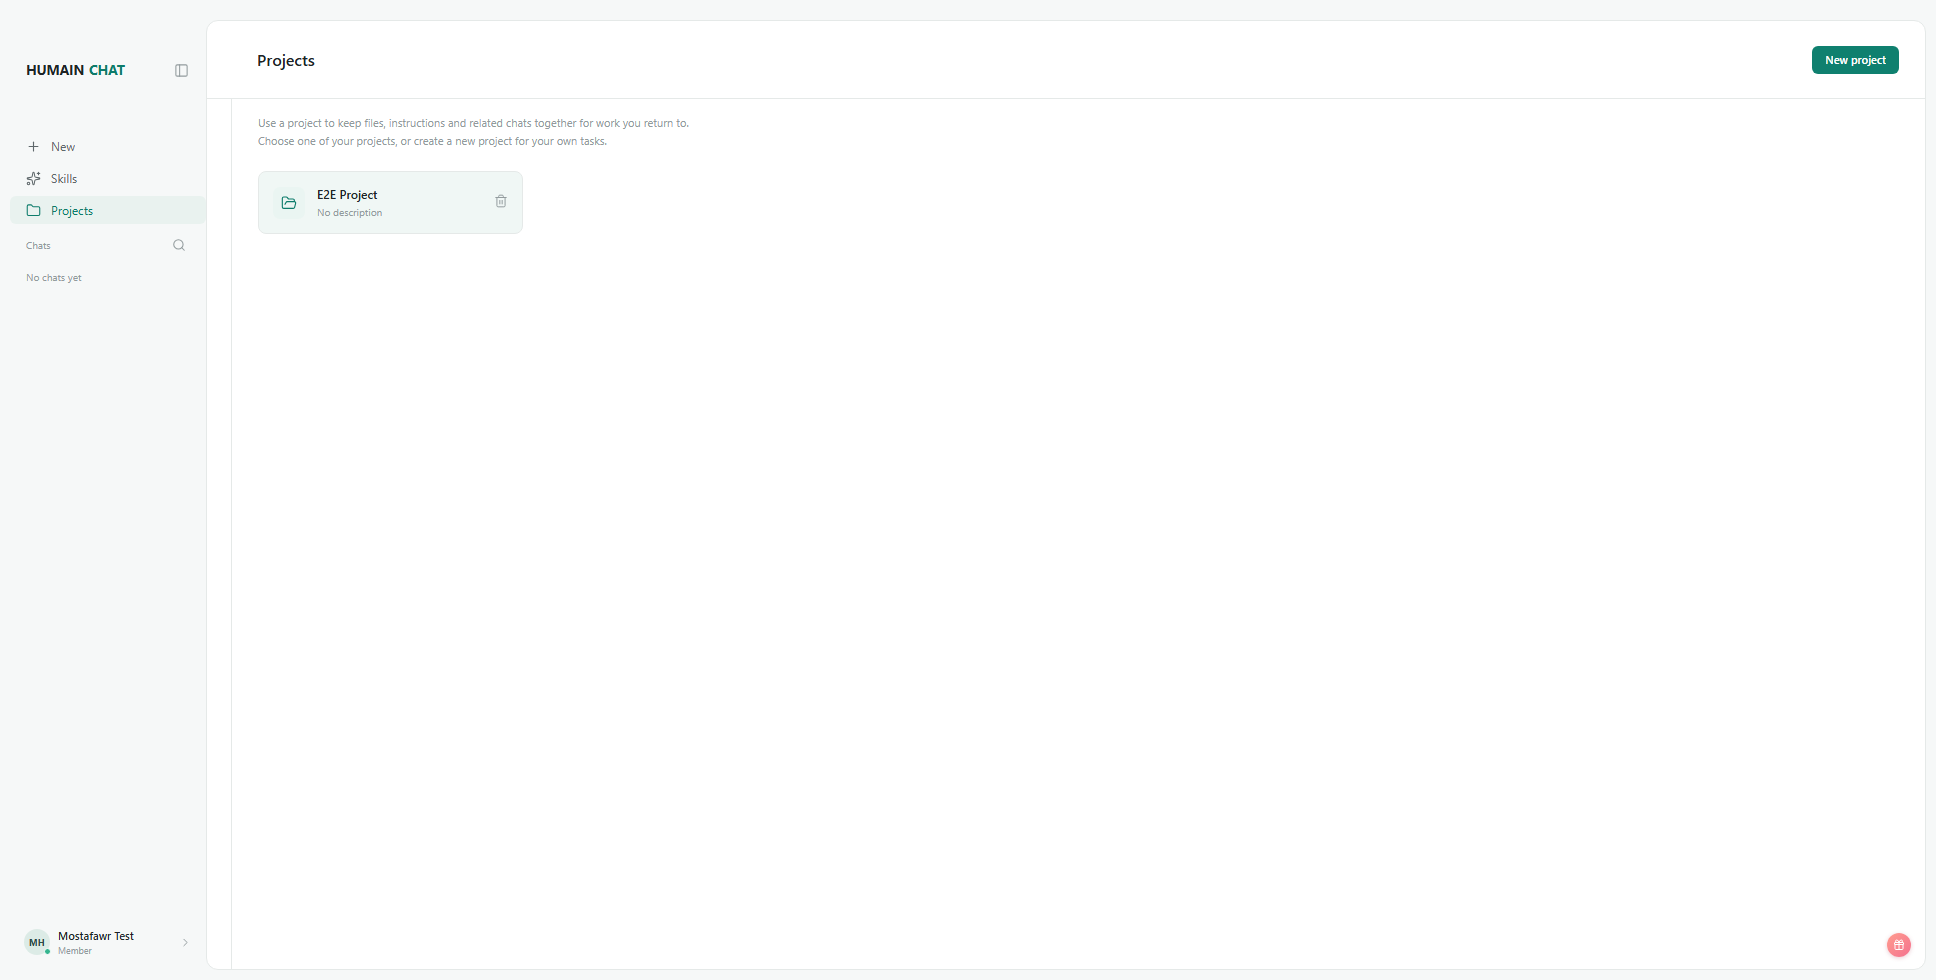 HUMAIN CHAT
New
Skills
Projects
Chats
No chats yet
Projects
New project
Use a project to keep files, instructions and related chats together for work you return to.
Choose one of your projects, or create a new project for your own tasks.
E2E Project
No description
MH
Mostafawr Test
Member